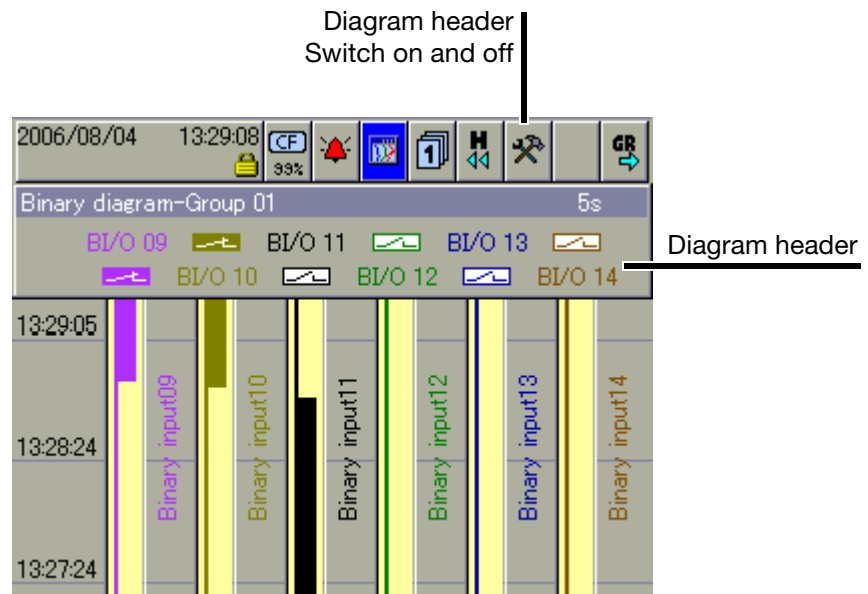 Diagram header
Switch on and off
2006/08/04 13:29:08 CF 99% 1 H GR
Binary diagram-Group 01 5s
BI/O 09 BI/O 11 BI/O 13
Diagram header
BI/O 10 BI/O 12 BI/O 14
13:29:05
Binary input09
Binary input10
Binary input11
Binary input12
Binary input13
Binary input14
13:28:24
13:27:24